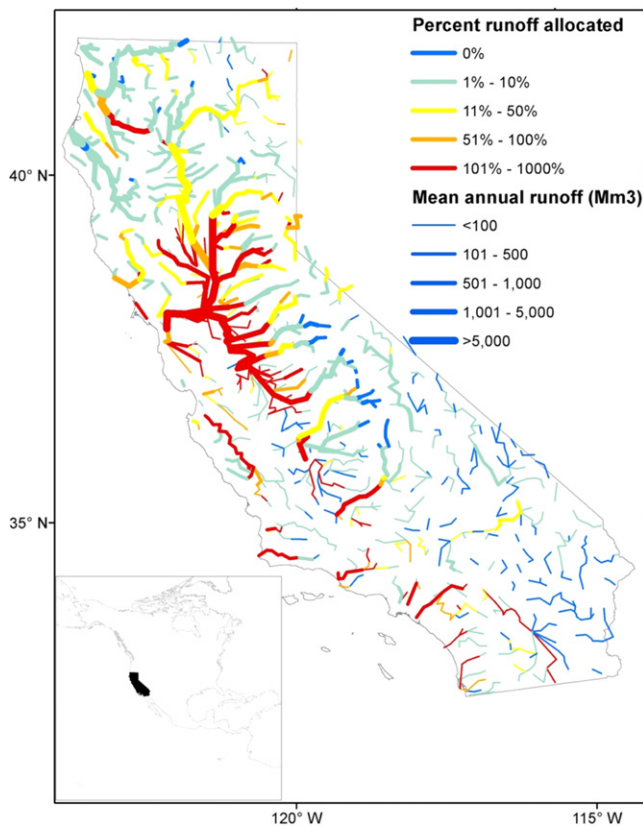 Percent runoff allocated
0%
1% - 10%
11% - 50%
51% - 100%
101% - 1000%
Mean annual runoff (Mm3)
<100
101 - 500
501 - 1,000
1,001 - 5,000
>5,000
40° N
35° N
120° W
115° W